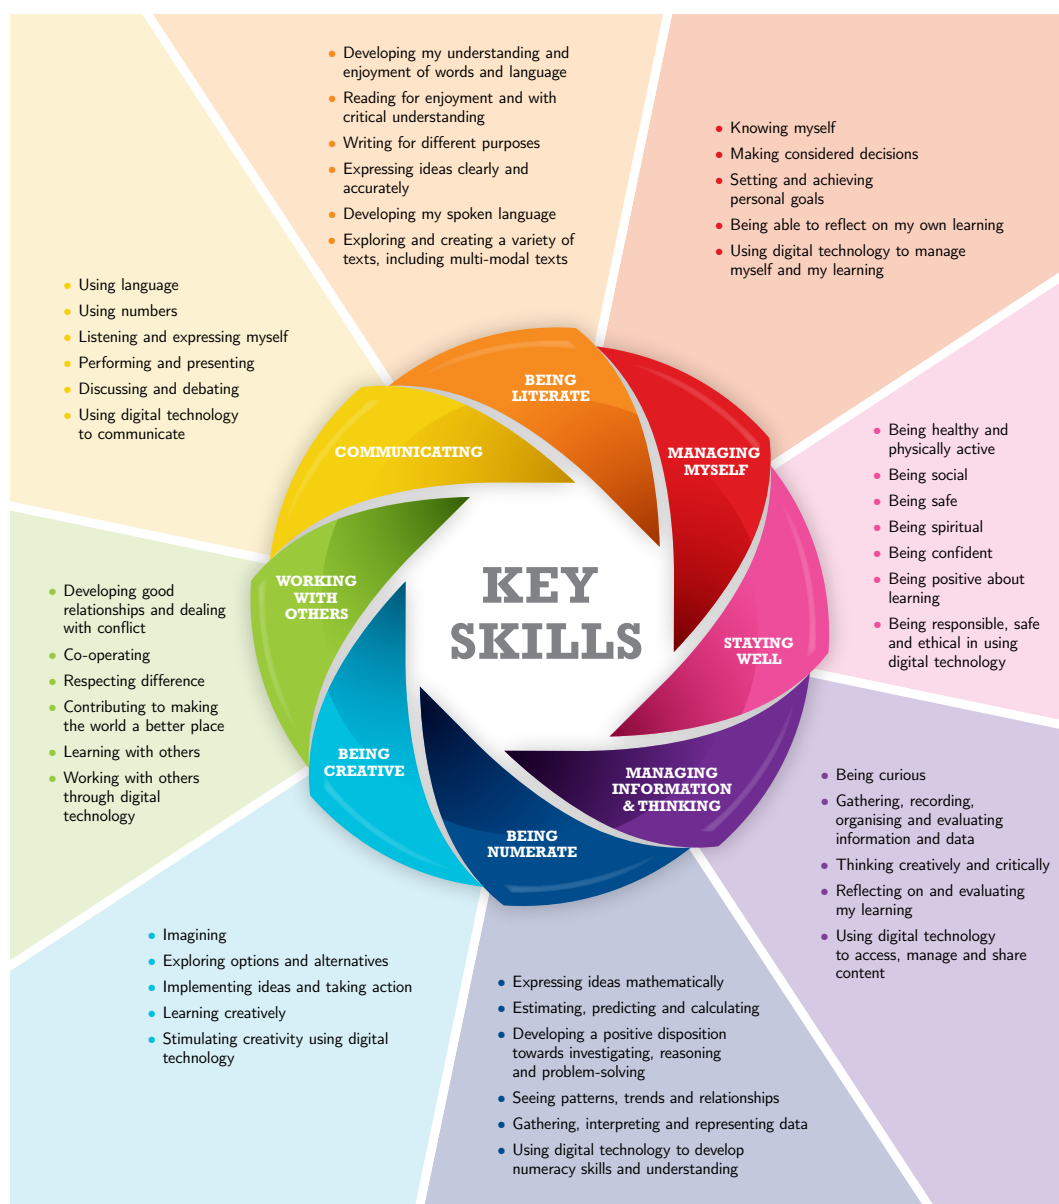 • Developing my understanding and
enjoyment of words and language
• Reading for enjoyment and with
critical understanding
• Writing for different purposes
• Expressing ideas clearly and
accurately
• Developing my spoken language
• Exploring and creating a variety of
texts, including multi-modal texts
• Knowing myself
• Making considered decisions
• Setting and achieving
personal goals
• Being able to reflect on my own learning
• Using digital technology to manage
myself and my learning
• Using language
• Using numbers
• Listening and expressing myself
• Performing and presenting
• Discussing and debating
• Using digital technology
to communicate
• Being healthy and
physically active
• Being social
• Being safe
• Being spiritual
• Being confident
• Being positive about
learning
• Being responsible, safe
and ethical in using
digital technology
BEING
LITERATE
MANAGING
MYSELF
COMMUNICATING
WORKING
WITH
OTHERS
KEY
SKILLS
STAYING
WELL
BEING
CREATIVE
MANAGING
INFORMATION
& THINKING
BEING
NUMERATE
• Developing good
relationships and dealing
with conflict
• Co-operating
• Respecting difference
• Contributing to making
the world a better place
• Learning with others
• Working with others
through digital
technology
• Being curious
• Gathering, recording,
organising and evaluating
information and data
• Thinking creatively and critically
• Reflecting on and evaluating
my learning
• Using digital technology
to access, manage and share
content
• Imagining
• Exploring options and alternatives
• Implementing ideas and taking action
• Learning creatively
• Stimulating creativity using digital
technology
• Expressing ideas mathematically
• Estimating, predicting and calculating
• Developing a positive disposition
towards investigating, reasoning
and problem-solving
• Seeing patterns, trends and relationships
• Gathering, interpreting and representing data
• Using digital technology to develop
numeracy skills and understanding